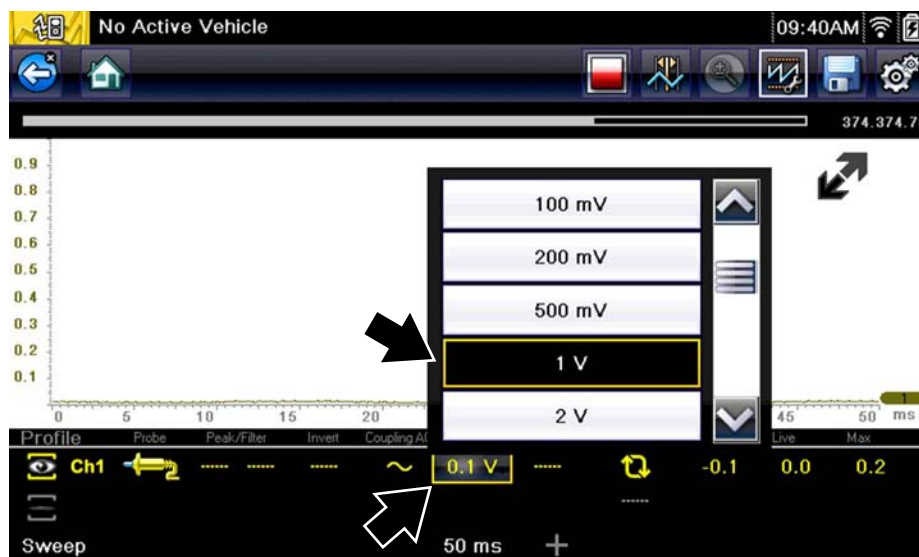 No Active Vehicle 09:40AM
374.374.7
0.9
0.8
0.7
0.6
0.5
0.4
0.3
0.2
0.1
100 mV
200 mV
500 mV
1 V
2 V
0 5 10 15 20 45 50 ms
1
Profile Probe Peak/Filter Invert Coupling AC Live Max
Ch1 ----- ----- ----- 0.1 V ----- -0.1 0.0 0.2
-----
Sweep 50 ms +